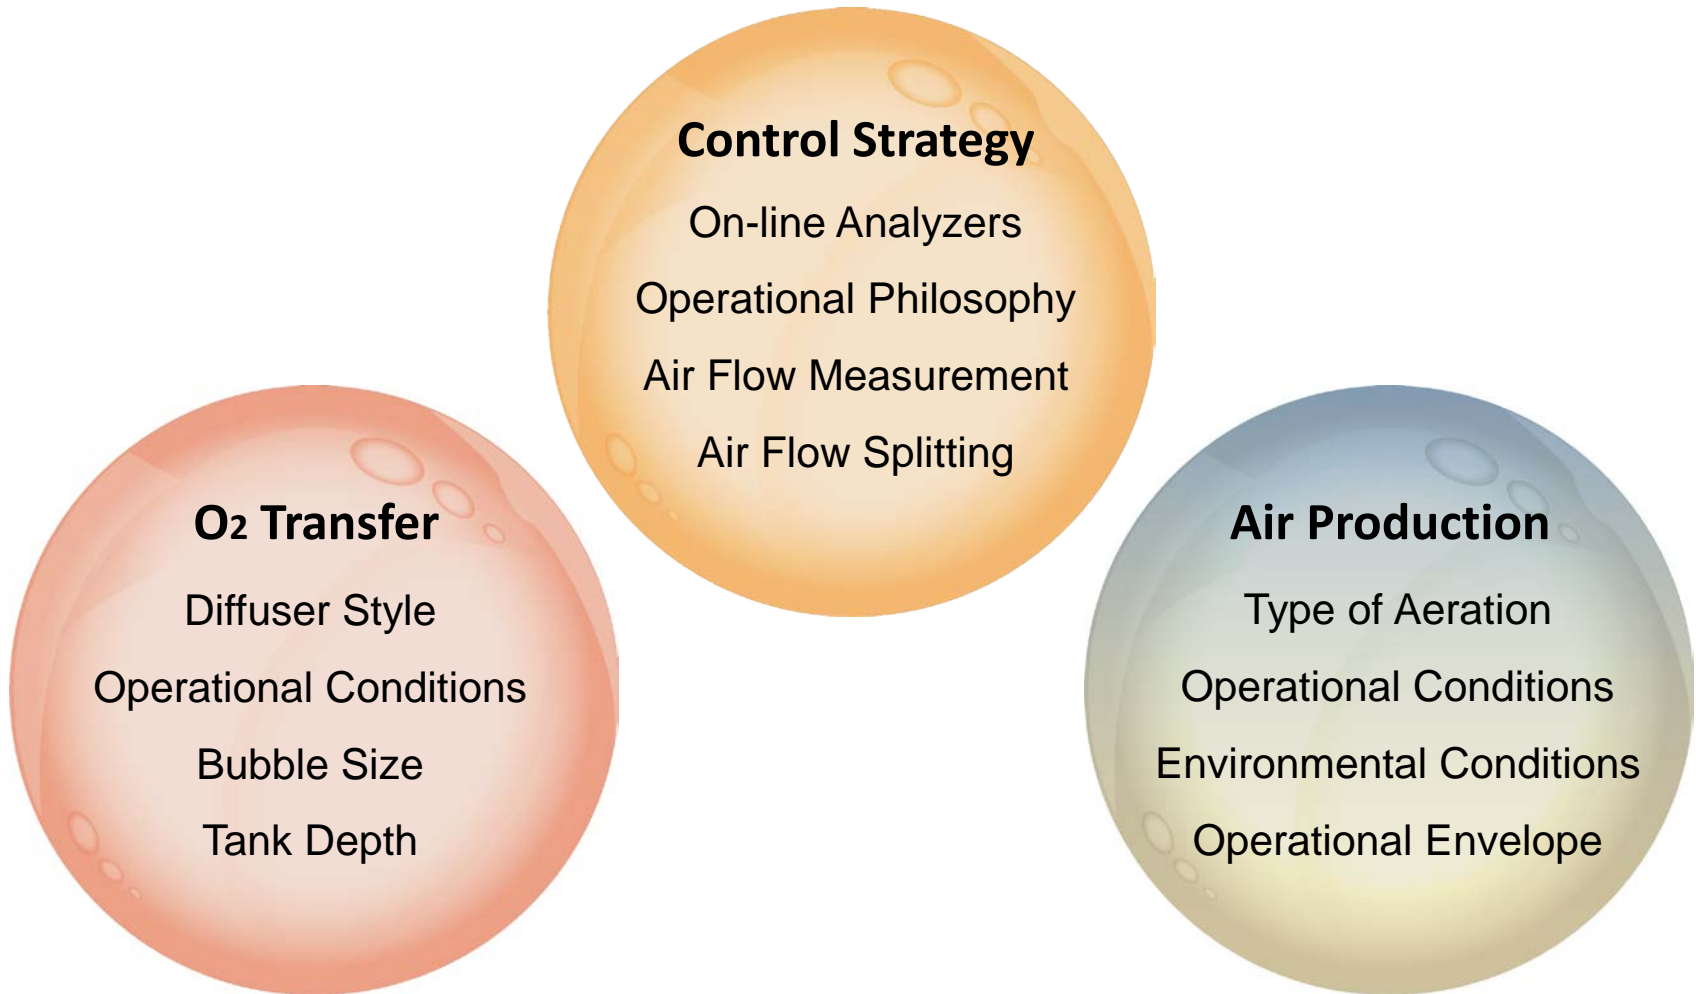 Control Strategy
On-line Analyzers
Operational Philosophy
Air Flow Measurement
Air Flow Splitting
O2 Transfer
Diffuser Style
Operational Conditions
Bubble Size
Tank Depth
Air Production
Type of Aeration
Operational Conditions
Environmental Conditions
Operational Envelope